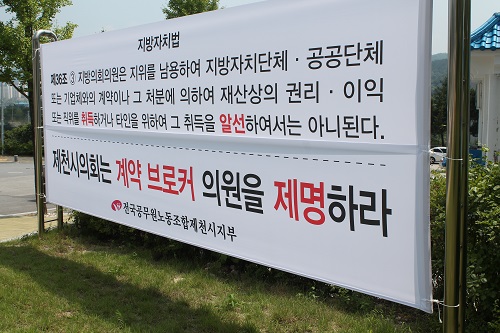 지방자치법
제36조 ③ 지방의회의원은 지위를 남용하여 지방자치단체 · 공공단체
또는 기업체와의 계약이나 그 처분에 의하여 재산상의 권리 · 이익
또는 직위를 취득하거나 타인을 위하여 그 취득을 알선하여서는 아니된다.
제천시의회는 계약 브로커 의원을 제명하라
전국공무원노동조합제천시지부